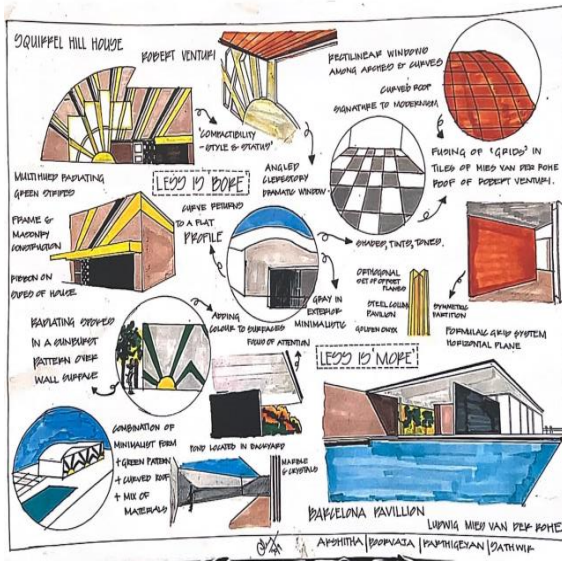 SQUIRREL HILL HOUSE
ROBERT VENTURI
RECTILINEAR WINDOWS
AMONG ARCHES & CURVES
CURVED ROOF
SIGNATURE TO MODERNISM
'COMPACTIBILITY
- STYLE & STATUS'
FUSING OF 'GRIDS' IN
TILES OF MIES VAN DER ROHE
ROOF OF ROBERT VENTURI.
MULTIHUED RADIATING
GREEN STRIPES
LESS IS 'BORE'
ANGLED
CLERESTORY
DRAMATIC WINDOW
FRAME &
MASONRY
CONSTRUCTION
CURVE RETURNS
TO A FLAT
PROFILE
SHADES, TINTS, TONES.
RIBBON ON
SIDES OF HOUSE
ORTHOGONAL
SET OF OFFSET
PLANES
STEEL COLUMN
PAVILION
GOLDEN ONYX
SYMMETRIC
PARTITION
GRAY IN
EXTERIOR
MINIMALISTIC
FORMULAIC GRID SYSTEM
HORIZONTAL PLANE
RADIATING STRIPES
IN A SUNBURST
PATTERN OVER
WALL SURFACE
ADDING
COLOUR TO SURFACES
OF ATTENTION
LESS IS 'MORE'
COMBINATION OF
MINIMALIST FORM
+ GREEN PATTERN
+ CURVED ROOF
+ MIX OF
MATERIALS
POND LOCATED IN BACKYARD
MARBLE
& CRYSTALS
BARCELONA PAVILLION
LUDWIG MIES VAN DER ROHE
AKSHITHA | POORVAJA | KARTHIGEYAN | SATHWIK